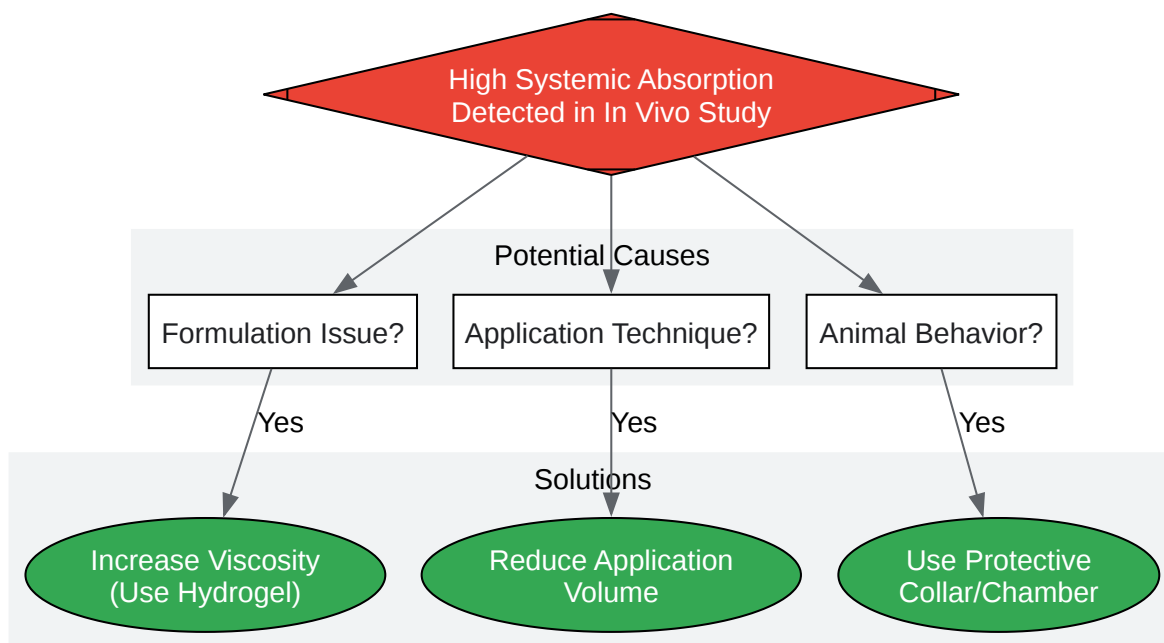 High Systemic Absorption
Detected in In Vivo Study
Potential Causes
Formulation Issue?
Application Technique?
Animal Behavior?
Yes
Yes
Yes
Solutions
Increase Viscosity
(Use Hydrogel)
Reduce Application
Volume
Use Protective
Collar/Chamber